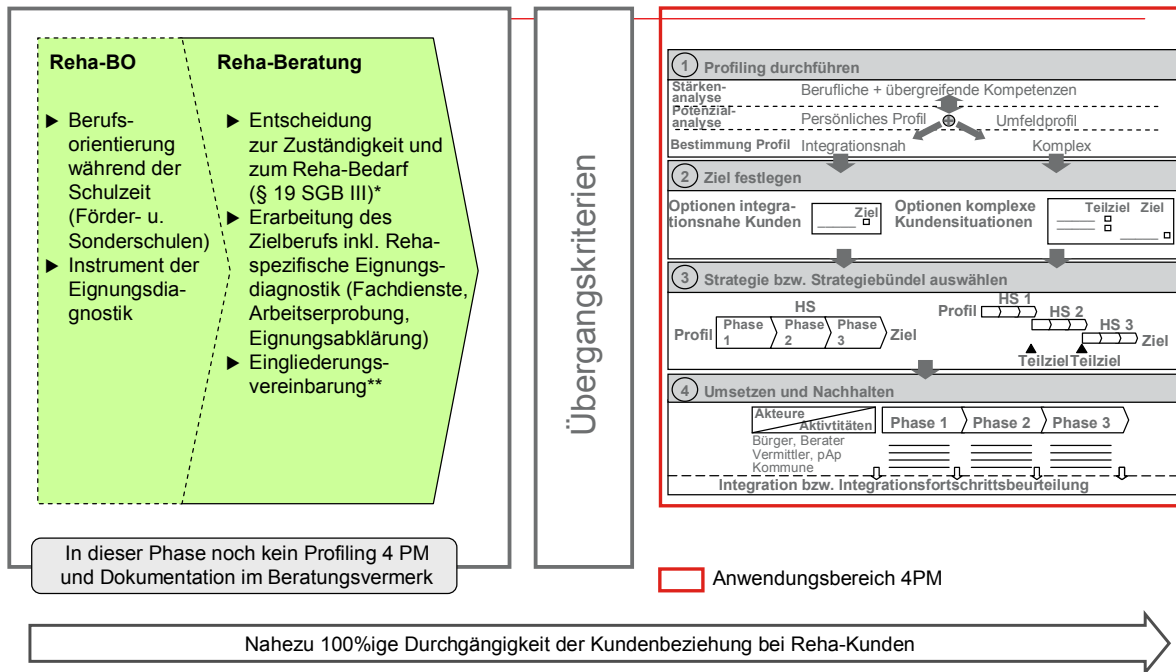 Reha-BO
► Berufs-
orientierung
während der
Schulzeit
(Förder- u.
Sonderschulen)
► Instrument der
Eignungsdia-
gnostik
Reha-Beratung
► Entscheidung
zur Zuständigkeit und
zum Reha-Bedarf
(§ 19 SGB III)*
► Erarbeitung des
Zielberufs inkl. Reha-
spezifische Eignungs-
diagnostik (Fachdienste,
Arbeitserprobung,
Eignungsabklärung)
► Eingliederungs-
vereinbarung**
In dieser Phase noch kein Profiling 4 PM
und Dokumentation im Beratungsvermerk
Übergangskriterien
1 Profiling durchführen
Stärken-
analyse
Berufliche + übergreifende Kompetenzen
Potenzial-
analyse
Persönliches Profil
Umfeldprofil
Bestimmung Profil
Integrationsnah
Komplex
2 Ziel festlegen
Optionen integra-
tionsnahe Kunden
Ziel
Optionen komplexe
Kundensituationen
Teilziel Ziel
3 Strategie bzw. Strategiebündel auswählen
HS
Profil
Phase
1
Phase
2
Phase
3
Ziel
Profil
HS 1
HS 2
HS 3
Ziel
Teilziel
Teilziel
4 Umsetzen und Nachhalten
Akteure
Aktivtitäten
Phase 1
Phase 2
Phase 3
Bürger, Berater
Vermittler, pAp
Kommune
Integration bzw. Integrationsfortschrittsbeurteilung
Anwendungsbereich 4PM
Nahezu 100%ige Durchgängigkeit der Kundenbeziehung bei Reha-Kunden